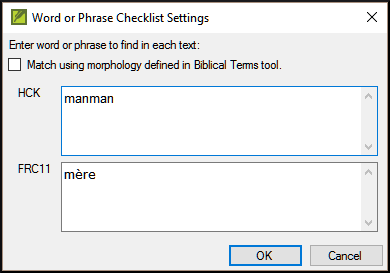 Word or Phrase Checklist Settings
Enter word or phrase to find in each text:
Match using morphology defined in Biblical Terms tool.
HCK
manman
FRC11
mère
OK Cancel